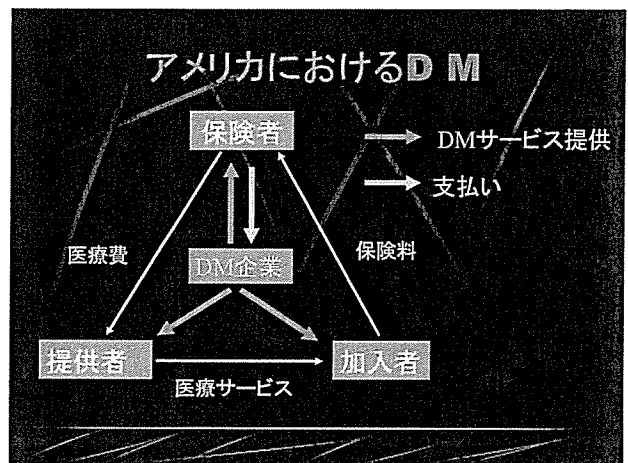 アメリカにおけるD M
保険者
DMサービス提供
支払い
医療費
保険料
DM企業
提供者
加入者
医療サービス